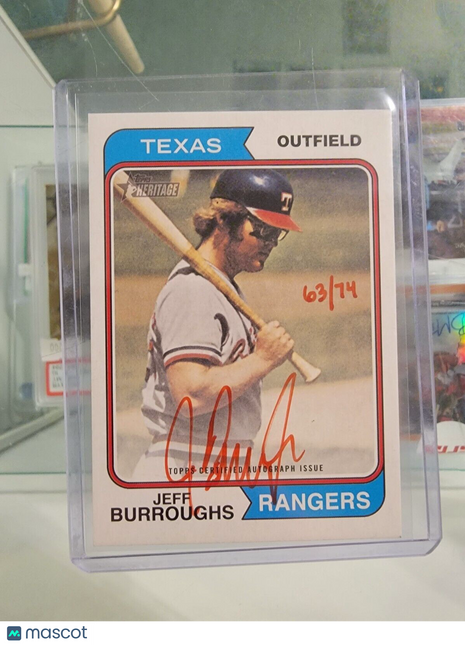 TEXAS
OUTFIELD
Topps
HERITAGE
T
63/74
TOPPS CERTIFIED AUTOGRAPH ISSUE
JEFF
BURROUGHS
RANGERS
mascot